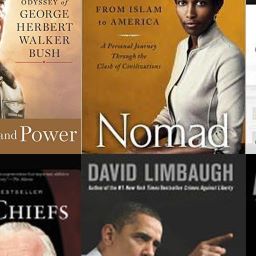 ODYSSEY OF
GEORGE
HERBERT
WALKER
BUSH
and Power
FROM ISLAM
TO AMERICA
A Personal Journey
Through the
Clash of Civilizations
Nomad
BESTSELLER
CHIEFS
DAVID LIMBAUGH
Author of the #1 New York Times Bestseller Crimes Against Liberty